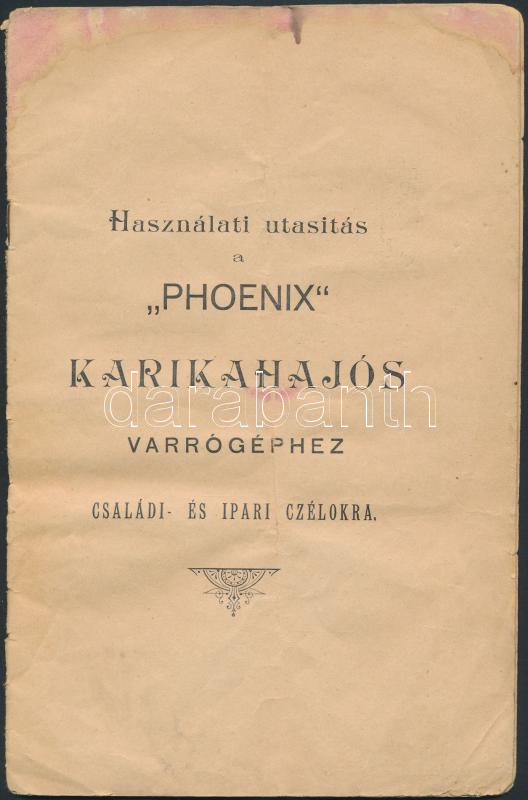 Használati utasitás
a
„PHOENIX“
KARIKAHAJÓS
darabanth
VARRÓGÉPHEZ
CSALÁDI- ÉS IPARI CZÉLOKRA.